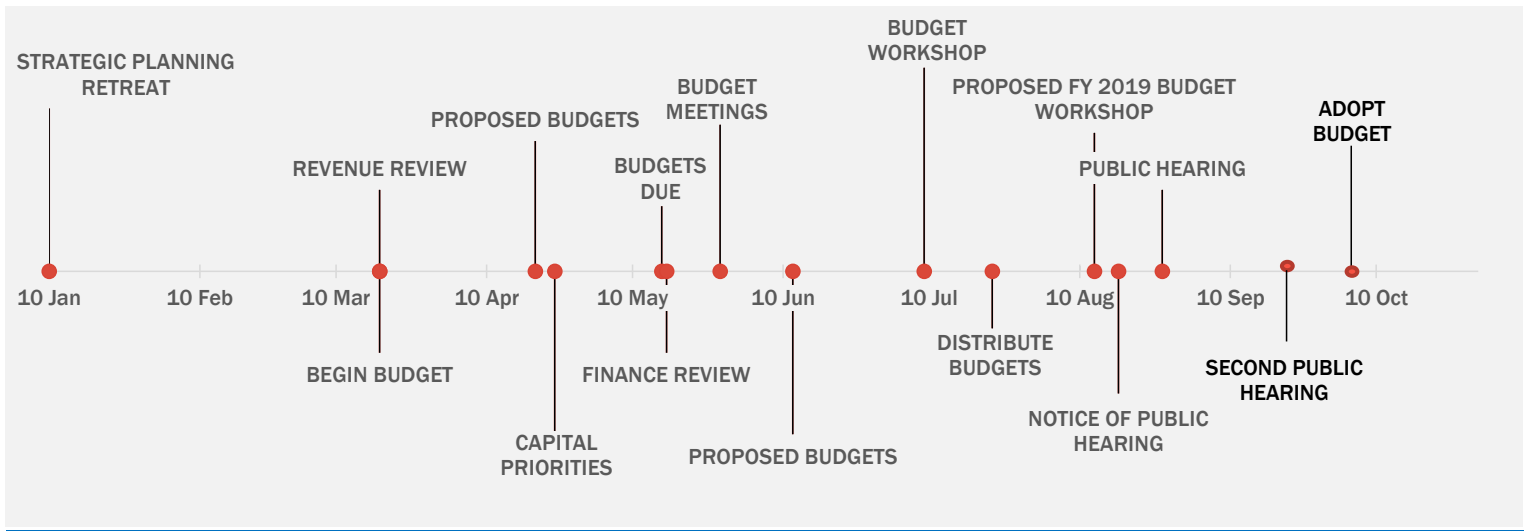 STRATEGIC PLANNING
RETREAT
REVENUE REVIEW
PROPOSED BUDGETS
BUDGETS
DUE
BUDGET
MEETINGS
BUDGET
WORKSHOP
PROPOSED FY 2019 BUDGET
WORKSHOP
PUBLIC HEARING
ADOPT
BUDGET
10 Jan
10 Feb
10 Mar
10 Apr
10 May
10 Jun
10 Jul
10 Aug
10 Sep
10 Oct
BEGIN BUDGET
CAPITAL
PRIORITIES
FINANCE REVIEW
PROPOSED BUDGETS
DISTRIBUTE
BUDGETS
NOTICE OF PUBLIC
HEARING
SECOND PUBLIC
HEARING